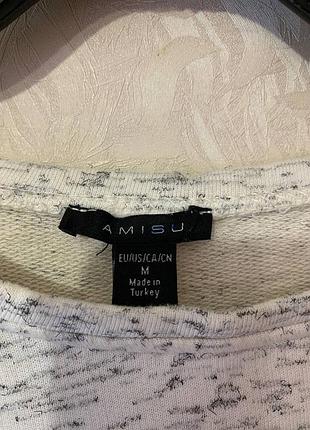 AMISU
EU/US/CA/CN
M
Made in
Turkey